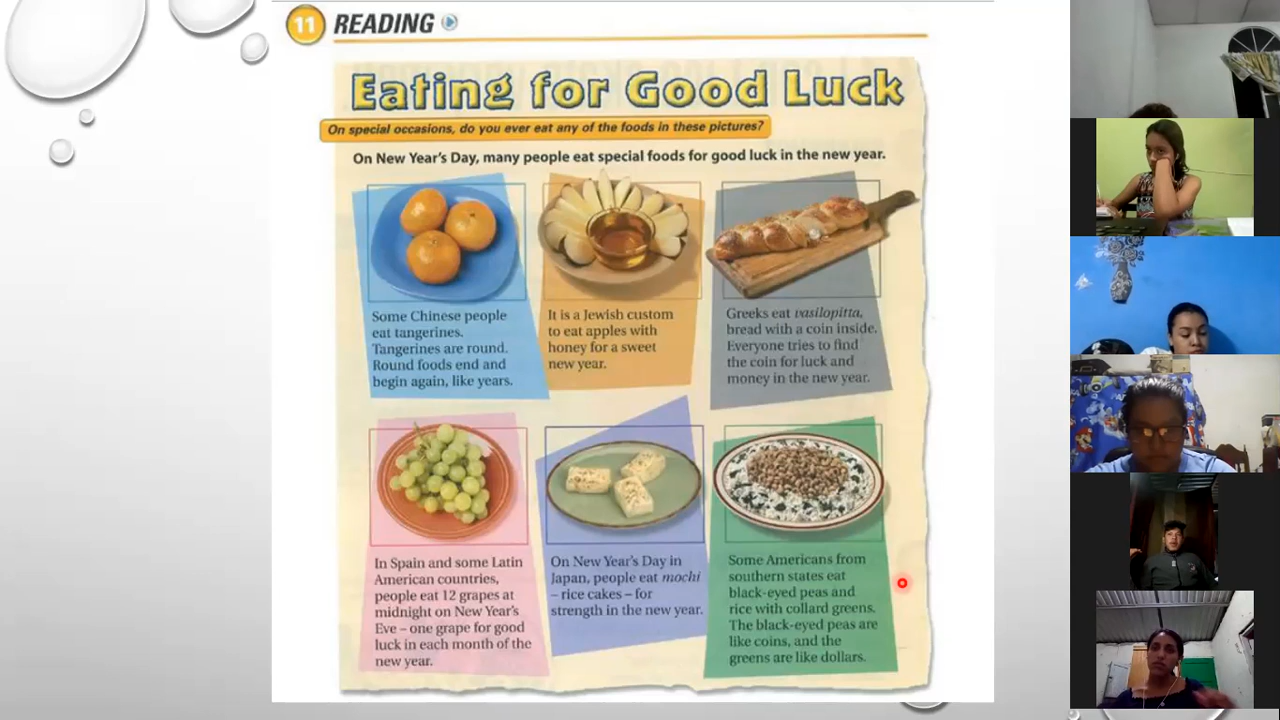 11 READING
Eating for Good Luck
On special occasions, do you ever eat any of the foods in these pictures?
On New Year's Day, many people eat special foods for good luck in the new year.
Some Chinese people
eat tangerines.
Tangerines are round.
Round foods end and
begin again, like years.
It is a Jewish custom
to eat apples with
honey for a sweet
new year.
Greeks eat vasilopitta,
bread with a coin inside.
Everyone tries to find
the coin for luck and
money in the new year.
In Spain and some Latin
American countries,
people eat 12 grapes at
midnight on New Year's
Eve – one grape for good
luck in each month of the
new year.
On New Year's Day in
Japan, people eat mochi
– rice cakes – for
strength in the new year.
Some Americans from
southern states eat
black-eyed peas and
rice with collard greens.
The black-eyed peas are
like coins, and the
greens are like dollars.